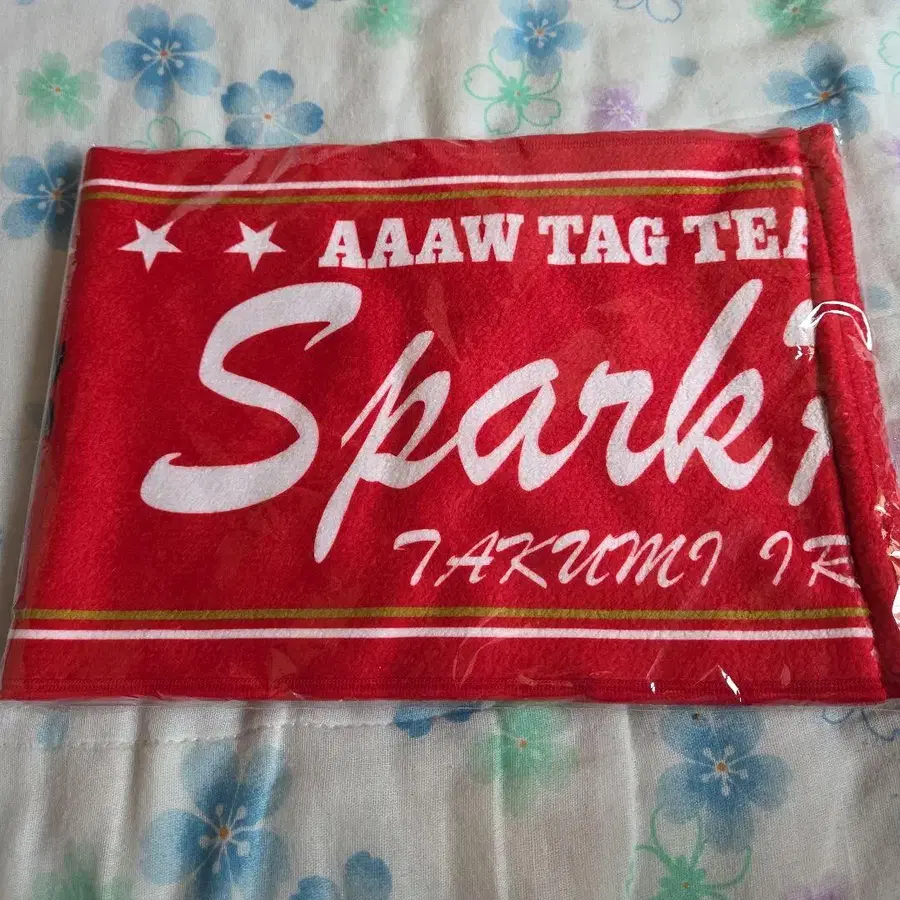 AAAW TAG TEA
Spark
TAKUMI IR